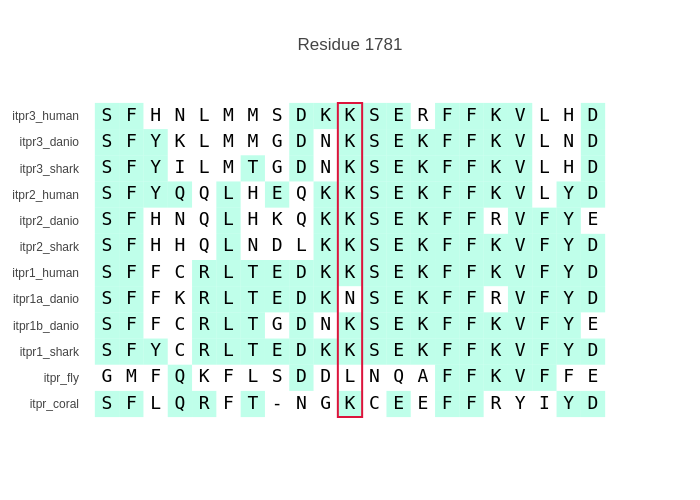 Residue 1781
itpr3_human S F H N L M M S D K K S E R F F K V L H D
itpr3_danio S F Y K L M M G D N K S E K F F K V L N D
itpr3_shark S F Y I L M T G D N K S E K F F K V L H D
itpr2_human S F Y Q Q L H E Q K K S E K F F K V L Y D
itpr2_danio S F H N Q L H K Q K K S E K F F R V F Y E
itpr2_shark S F H H Q L N D L K K S E K F F K V F Y D
itpr1_human S F F C R L T E D K K S E K F F K V F Y D
itpr1a_danio S F F K R L T E D K N S E K F F R V F Y D
itpr1b_danio S F F C R L T G D N K S E K F F K V F Y E
itpr1_shark S F Y C R L T E D K K S E K F F K V F Y D
itpr_fly G M F Q K F L S D D L N Q A F F K V F F E
itpr_coral S F L Q R F T - N G K C E E F F R Y I Y D